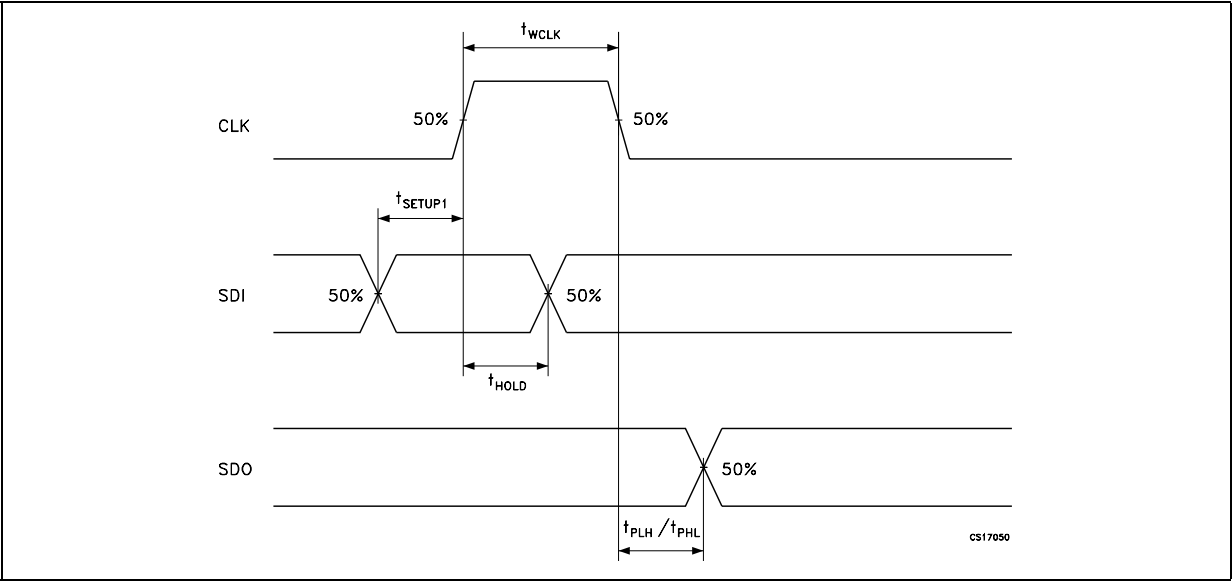 tWCLK
50% 50%
CLK
tSETUP1
SDI 50% 50%
tHOLD
SDO 50%
tPLH /tPHL
CS17050